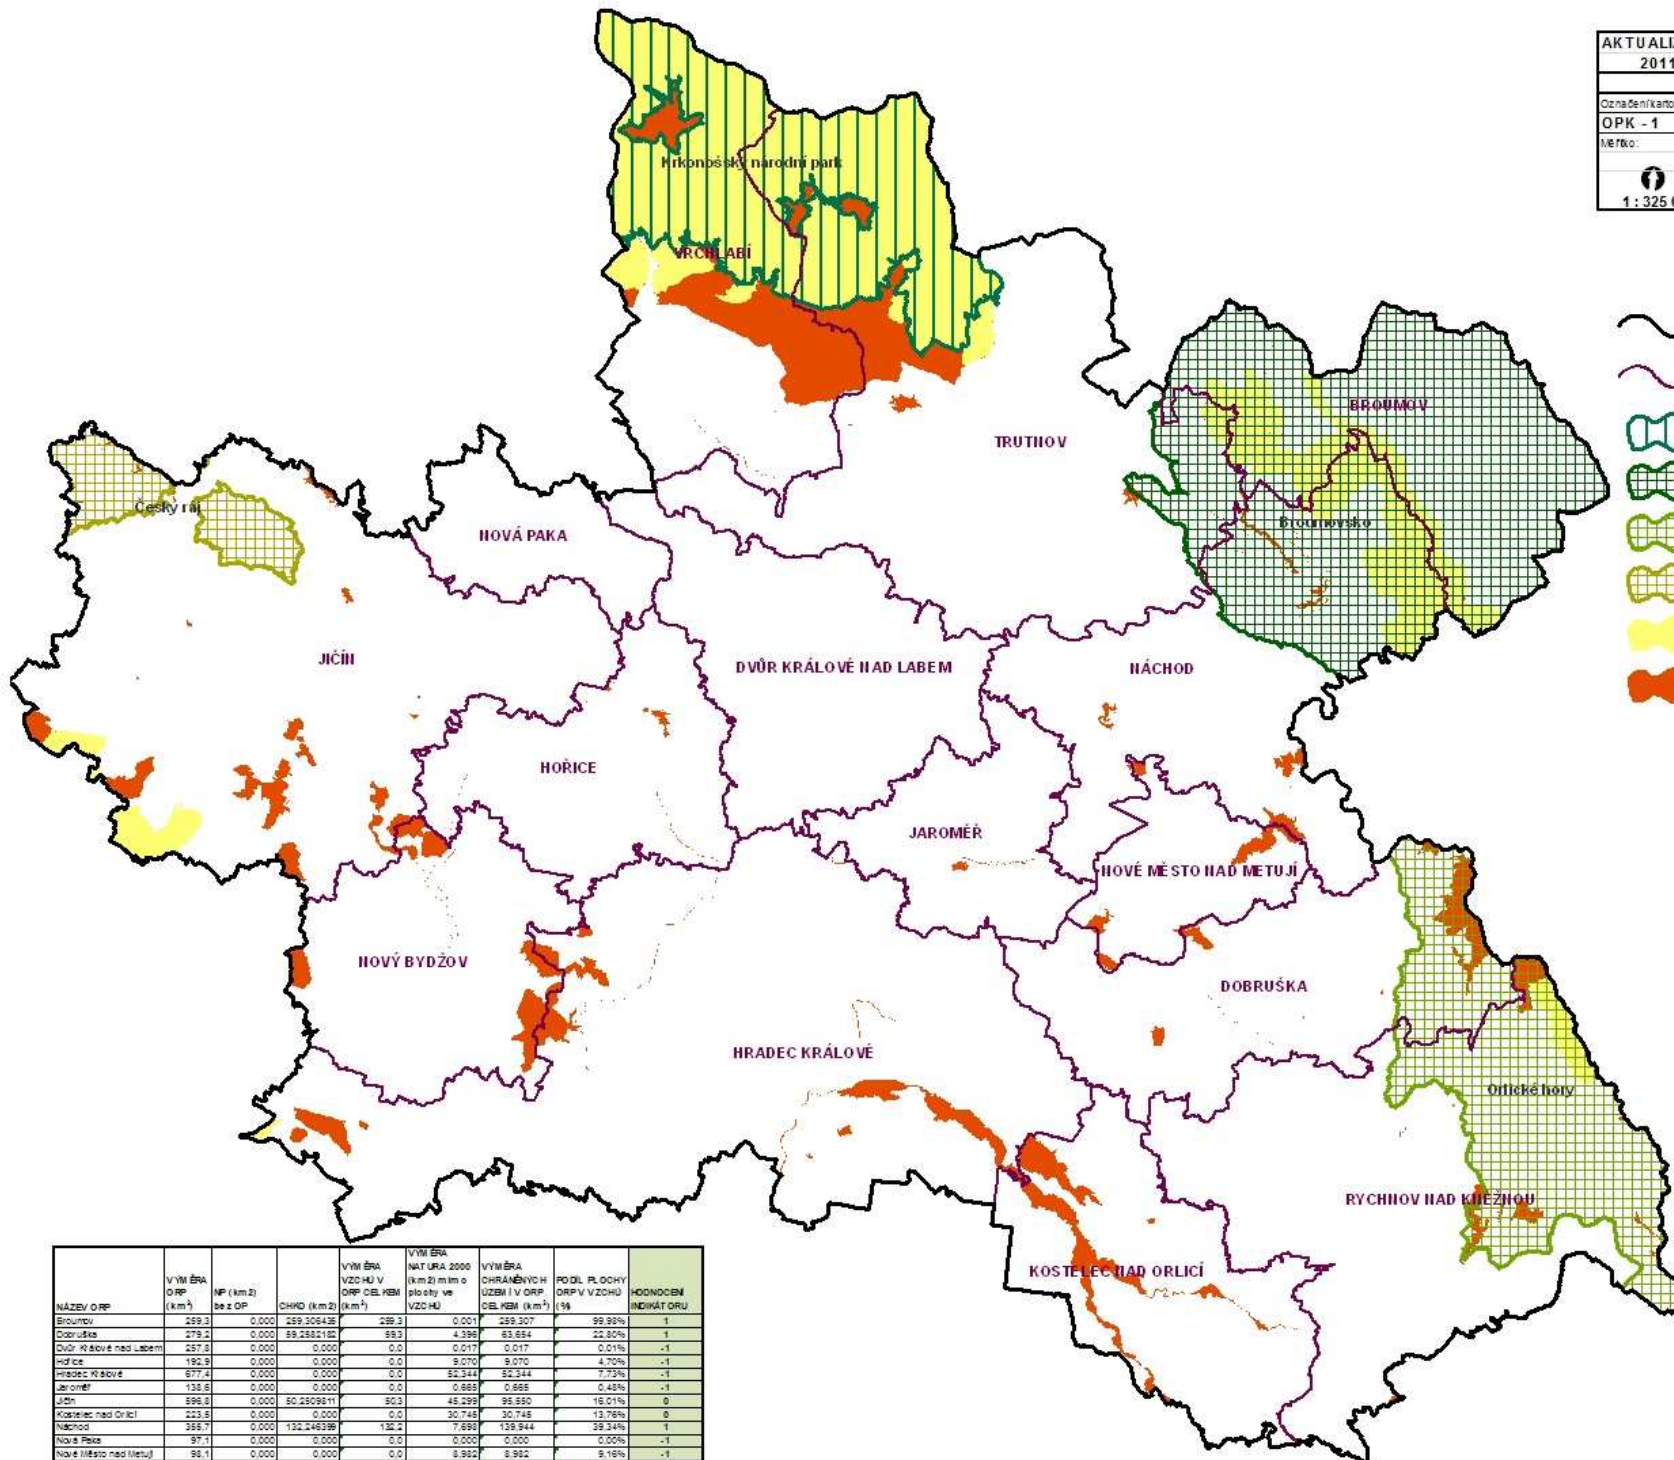 AKTUALI
2011
Označení karto
OPK - 1
Měřítko:
1 : 325 0
Krkonošský národní park
VRCHLABÍ
TRUTNOV
BROUMOV
Broumovsko
Český ráj
NOVÁ PAKA
JIČÍN
DVŮR KRÁLOVÉ NAD LABEM
NÁCHOD
HOŘICE
JAROMĚŘ
NOVÉ MĚSTO NAD METUJÍ
NOVÝ BYDŽOV
DOBRUŠKA
HRADEC KRÁLOVÉ
Orlické hory
RYCHNOV NAD KNĚŽNOU
KOSTELEC NAD ORLICÍ
NÁZEV ORP VÝMĚRA ORP (km²) NP (km2) bez OP CHKO (km2) VÝMĚRA VZCHÚ V ORP CELKEM (km²) VÝMĚRA NATURA 2000 (km2) mimo plochy ve VZCHÚ VÝMĚRA CHRÁNĚNÝCH ÚZEMÍ V ORP CELKEM (km²) PODÍL PLOCHY ORP V VZCHÚ (%) HODNOCENÍ INDIKÁTORU
Broumov 259,3 0,000 259,306436 259,3 0,001 259,307 99,98% 1
Dobruška 279,2 0,000 59,2582182 59,3 4,396 63,654 22,80% 1
Dvůr Králové nad Labem 257,8 0,000 0,000 0,0 0,017 0,017 0,01% -1
Hořice 192,9 0,000 0,000 0,0 9,070 9,070 4,70% -1
Hradec Králové 677,4 0,000 0,000 0,0 52,344 52,344 7,73% -1
Jaroměř 138,6 0,000 0,000 0,0 0,665 0,665 0,48% -1
Jičín 596,8 0,000 50,2509811 50,3 45,299 95,550 16,01% 0
Kostelec nad Orlicí 223,5 0,000 0,000 0,0 30,745 30,745 13,76% 0
Náchod 355,7 0,000 132,246399 132,2 7,698 139,944 39,34% 1
Nová Paka 97,1 0,000 0,000 0,0 0,000 0,000 0,00% -1
Nové Město nad Metují 98,1 0,000 0,000 0,0 8,982 8,982 9,16% -1